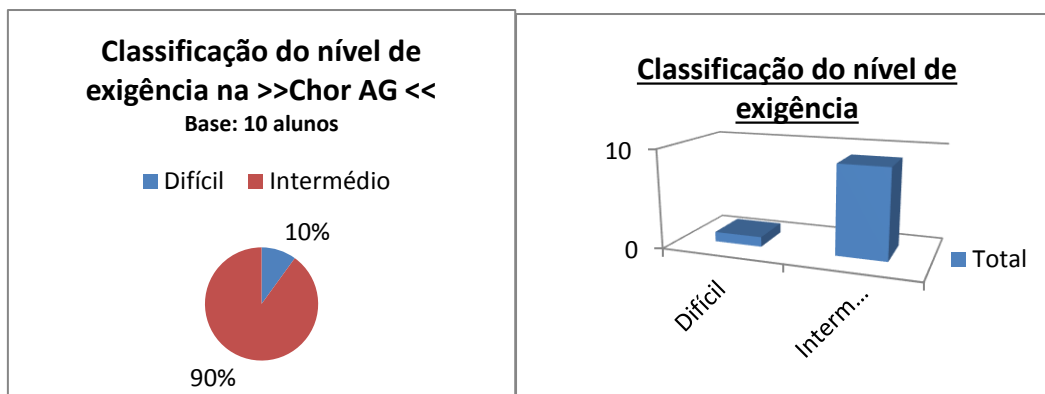 Classificação do nível de
exigência na >>Chor AG <<
Base: 10 alunos
Difícil Intermédio
10%
90%
Classificação do nível de
exigência
10
0
Difícil
Interm...
Total